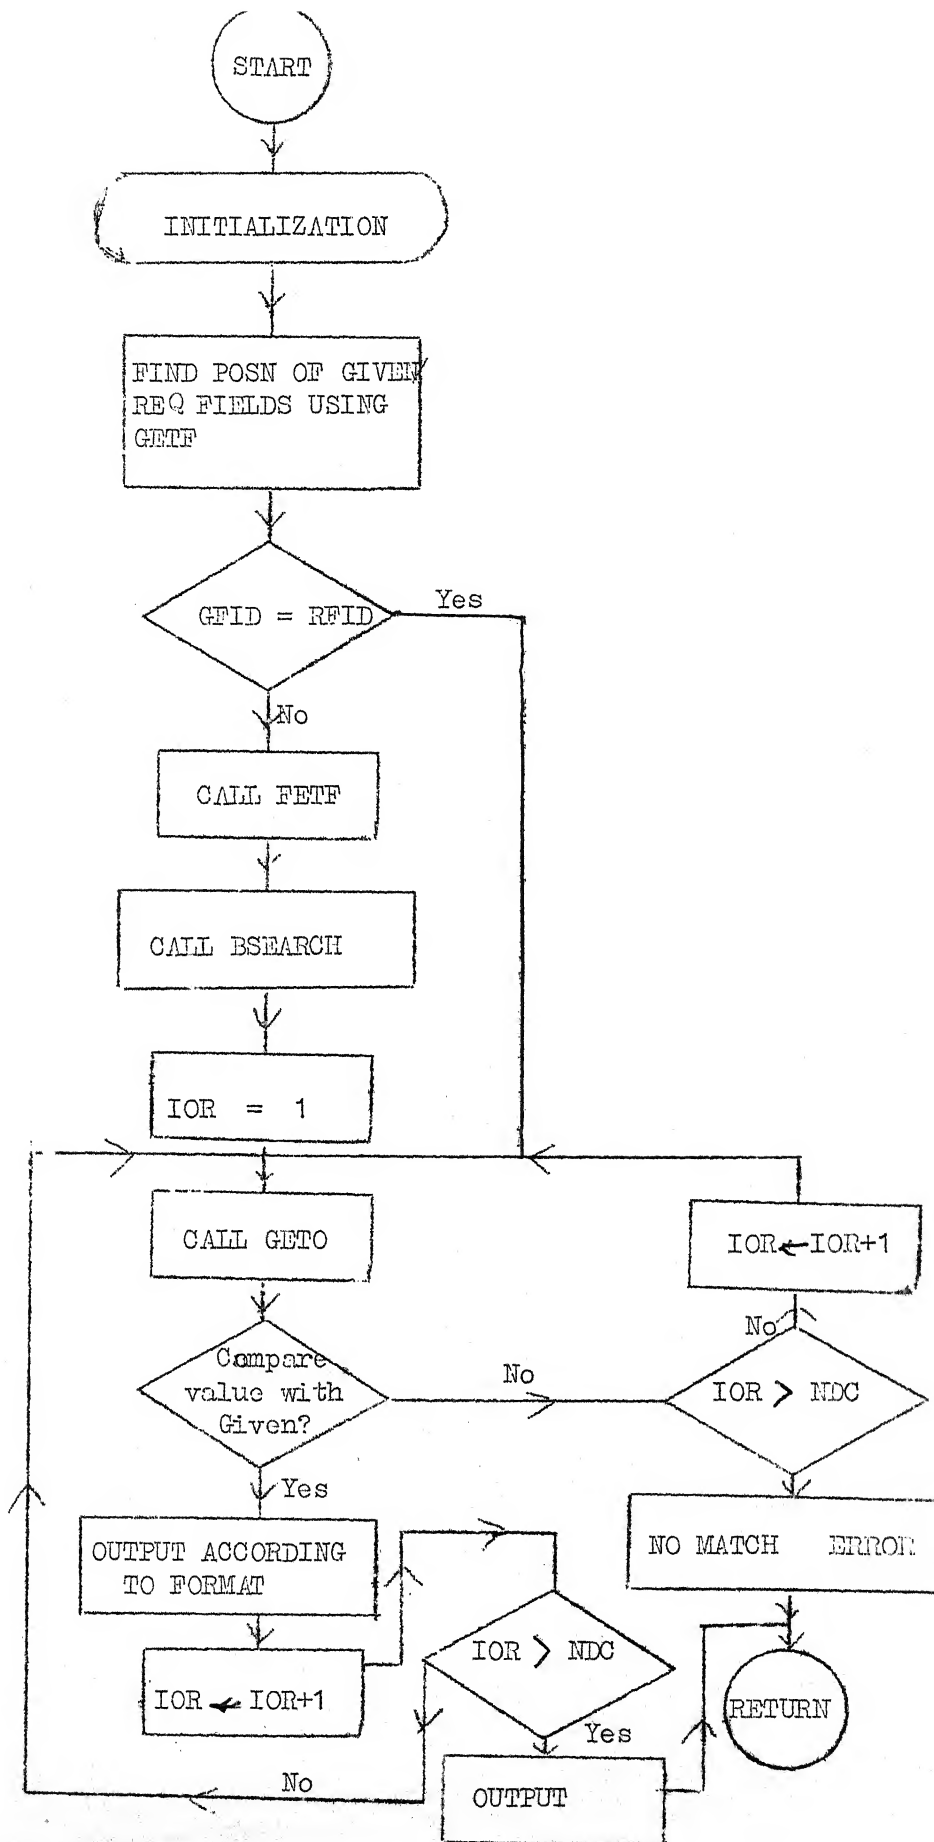 START
INITIALIZATION
FIND POSN OF GIVEN
REQ FIELDS USING
GETF
GFID = RFID
Yes
No
CALL FETF
CALL BSEARCH
IOR = 1
CALL GETO
IOR ← IOR+1
Compare
value with
Given?
No
No
IOR > NDC
Yes
OUTPUT ACCORDING
TO FORMAT
NO MATCH ERROR
IOR ← IOR+1
IOR > NDC
RETURN
Yes
No
OUTPUT